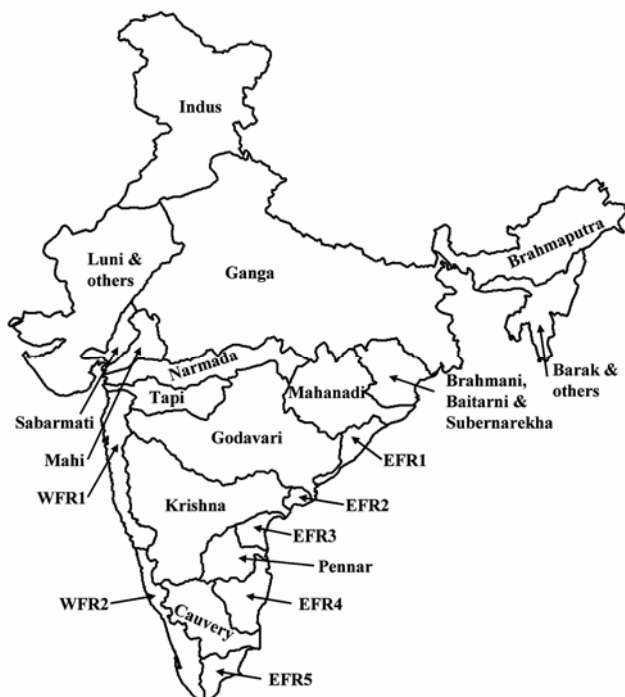 Indus
Luni &
others
Ganga
Brahmaputra
Narmada
Tapi
Mahanadi
Brahmani,
Baitarni &
Subernarekha
Barak &
others
Sabarmati
Godavari
EFR1
Mahi
WFR1
Krishna
EFR2
EFR3
Pennar
WFR2
Cauvery
EFR4
EFR5